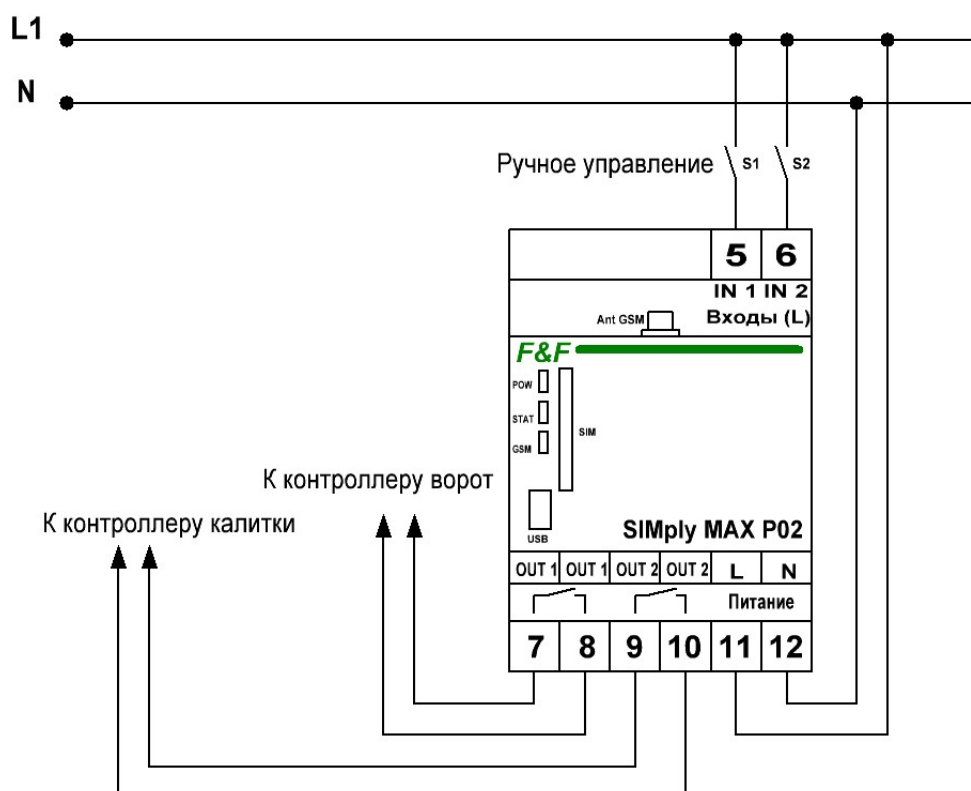 L1
N
Ручное управление
S1
S2
5 6
IN 1 IN 2
Ant GSM
Входы (L)
F&F
POW
STAT
GSM
SIM
К контроллеру ворот
К контроллеру калитки
USB
SIMply MAX P02
OUT 1 OUT 1 OUT 2 OUT 2 L N
Питание
7 8 9 10 11 12